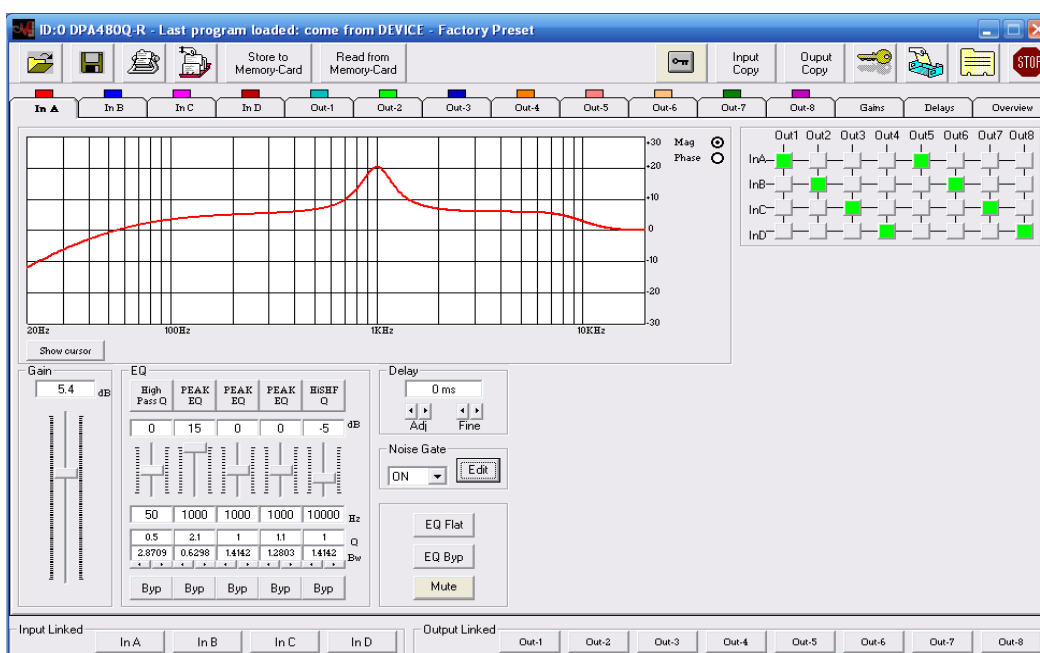 ID:0 DPA480Q-R - Last program loaded: come from DEVICE - Factory Preset
Store to Memory-Card
Read from Memory-Card
Input Copy
Ouput Copy
STOP
In A In B In C In D Out-1 Out-2 Out-3 Out-4 Out-5 Out-6 Out-7 Out-8 Gains Delays Overview
+30
+20
+10
0
-10
-20
-30
20Hz 100Hz 1KHz 10KHz
Mag
Phase
Out1 Out2 Out3 Out4 Out5 Out6 Out7 Out8
InA
InB
InC
InD
Show cursor
Gain
5.4 dB
EQ
High Pass Q
PEAK EQ
PEAK EQ
PEAK EQ
HiSHF Q
0 15 0 0 -5 dB
50 1000 1000 1000 10000 Hz
0.5 2.1 1 1.1 1 Q
2.8709 0.6298 1.4142 1.2803 1.4142 Bw
Byp Byp Byp Byp Byp
Delay
0 ms
Adj Fine
Noise Gate
ON Edit
EQ Flat
EQ Byp
Mute
Input Linked
In A In B In C In D
Output Linked
Out-1 Out-2 Out-3 Out-4 Out-5 Out-6 Out-7 Out-8